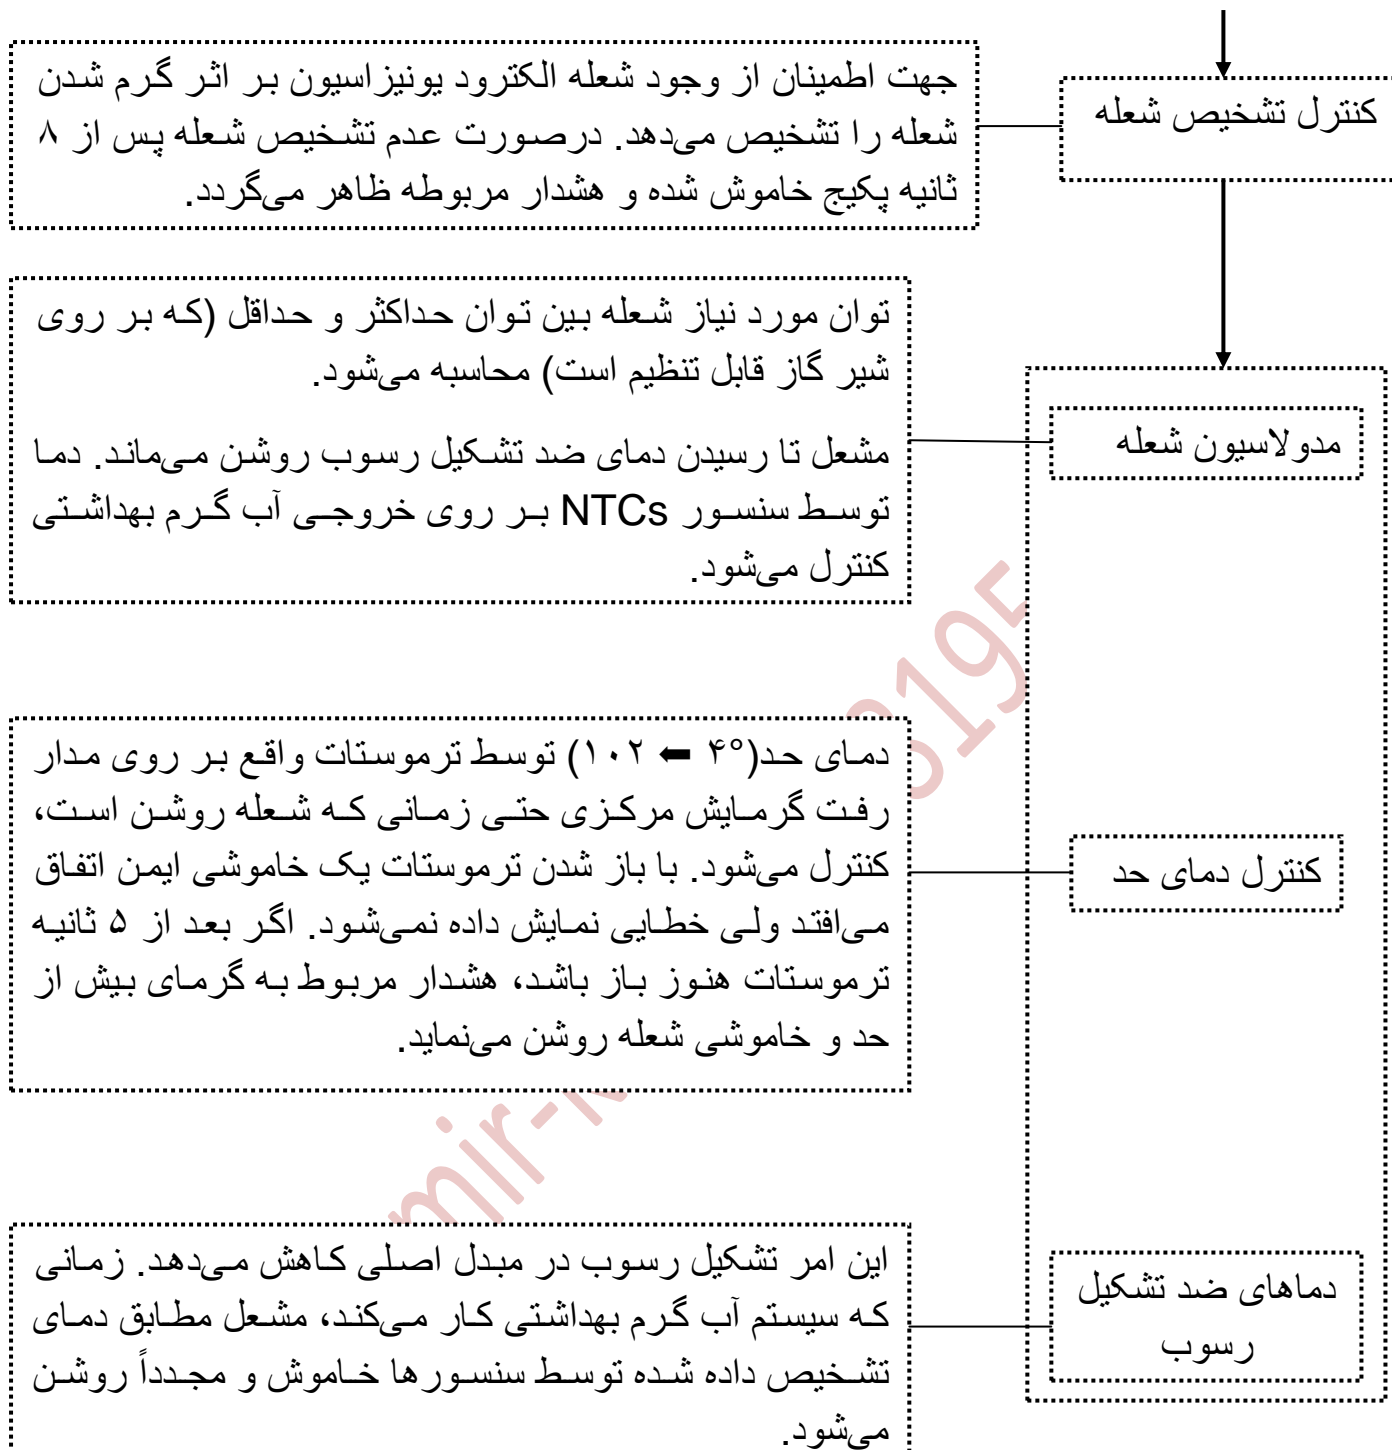 کنترل تشخیص شعله
جهت اطمینان از وجود شعله الکترود یونیزاسیون بر اثر گرم شدن
شعله را تشخیص می‌دهد. درصورت عدم تشخیص شعله پس از ۸
ثانیه پکیج خاموش شده و هشدار مربوطه ظاهر می‌گردد.
مدولاسیون شعله
توان مورد نیاز شعله بین توان حداکثر و حداقل (که بر روی
شیر گاز قابل تنظیم است) محاسبه می‌شود.
مشعل تا رسیدن دمای ضد تشکیل رسوب روشن می‌ماند. دما
توسط سنسور NTCs بر روی خروجی آب گرم بهداشتی
کنترل می‌شود.
کنترل دمای حد
دمای حد(۴° ⬅ ۱۰۲) توسط ترموستات واقع بر روی مدار
رفت گرمایش مرکزی حتی زمانی که شعله روشن است،
کنترل می‌شود. با باز شدن ترموستات یک خاموشی ایمن اتفاق
می‌افتد ولی خطایی نمایش داده نمی‌شود. اگر بعد از ۵ ثانیه
ترموستات هنوز باز باشد، هشدار مربوط به گرمای بیش از
حد و خاموشی شعله روشن می‌نماید.
دماهای ضد تشکیل
رسوب
این امر تشکیل رسوب در مبدل اصلی کاهش می‌دهد. زمانی
که سیستم آب گرم بهداشتی کار می‌کند، مشعل مطابق دمای
تشخیص داده شده توسط سنسورها خاموش و مجدداً روشن
می‌شود.